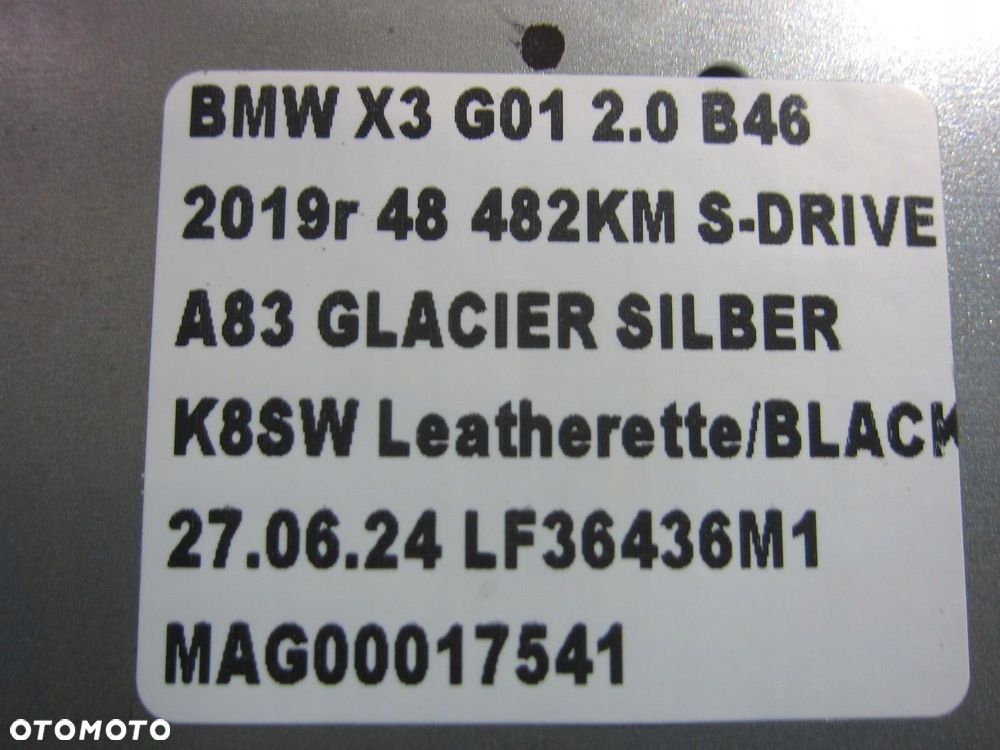 BMW X3 G01 2.0 B46
2019r 48 482KM S-DRIVE
A83 GLACIER SILBER
K8SW Leatherette/BLACK
27.06.24 LF36436M1
MAG00017541
OTOMOTO